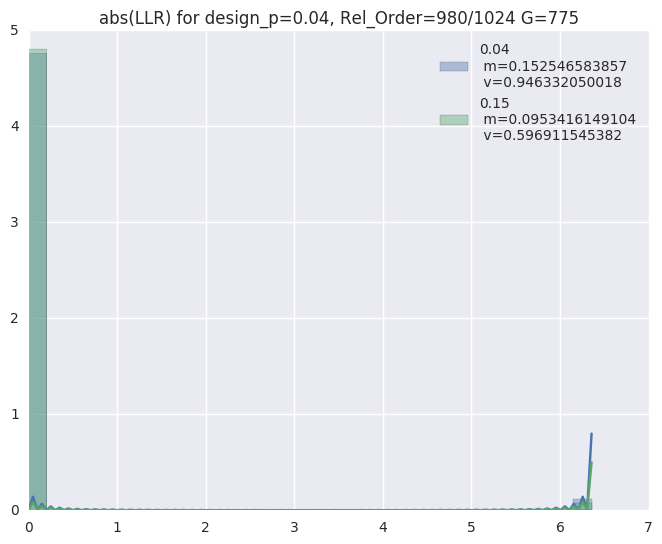 abs(LLR) for design_p=0.04, Rel_Order=980/1024 G=775
5
4
3
2
1
0
0.04
m=0.152546583857
v=0.946332050018
0.15
m=0.0953416149104
v=0.596911545382
0 1 2 3 4 5 6 7